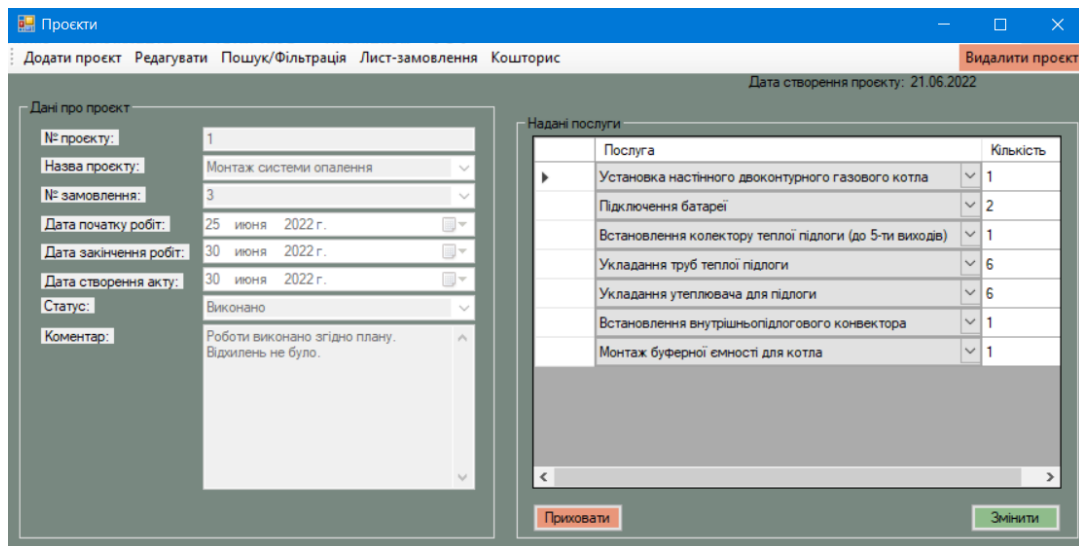 Проєкти
Додати проєкт Редагувати Пошук/Фільтрація Лист-замовлення Кошторис Видалити проєкт
Дата створення проєкту: 21.06.2022
Дані про проєкт
№ проєкту: 1
Назва проєкту: Монтаж системи опалення
№ замовлення: 3
Дата початку робіт: 25 июня 2022 г.
Дата закінчення робіт: 30 июня 2022 г.
Дата створення акту: 30 июня 2022 г.
Статус: Виконано
Коментар: Роботи виконано згідно плану.
Відхилень не було.
Надані послуги
Послуга Кількість
Установка настінного двоконтурного газового котла 1
Підключення батареї 2
Встановлення колектору теплої підлоги (до 5-ти виходів) 1
Укладання труб теплої підлоги 6
Укладання утеплювача для підлоги 6
Встановлення внутрішньопідлогового конвектора 1
Монтаж буферної ємності для котла 1
Приховати Змінити